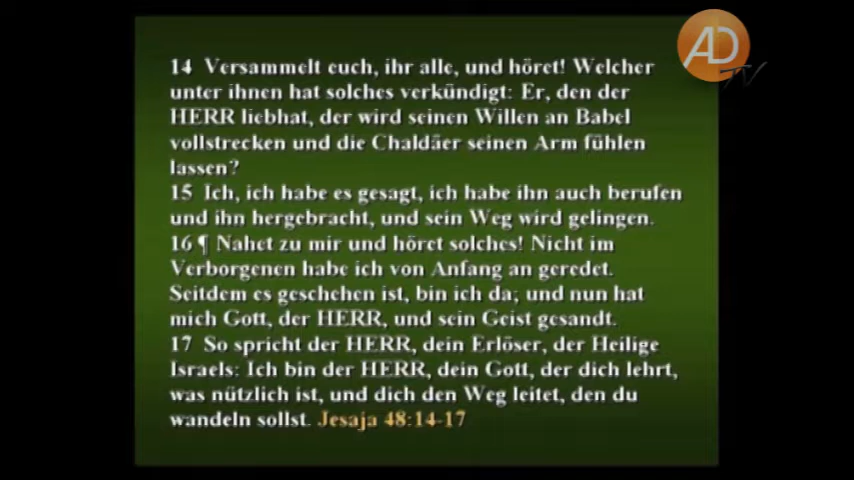 AD
TV
14 Versammelt euch, ihr alle, und höret! Welcher
unter ihnen hat solches verkündigt: Er, den der
HERR liebhat, der wird seinen Willen an Babel
vollstrecken und die Chaldäer seinen Arm fühlen
lassen?
15 Ich, ich habe es gesagt, ich habe ihn auch berufen
und ihn hergebracht, und sein Weg wird gelingen.
16 ¶ Nahet zu mir und höret solches! Nicht im
Verborgenen habe ich von Anfang an geredet.
Seitdem es geschehen ist, bin ich da; und nun hat
mich Gott, der HERR, und sein Geist gesandt.
17 So spricht der HERR, dein Erlöser, der Heilige
Israels: Ich bin der HERR, dein Gott, der dich lehrt,
was nützlich ist, und dich den Weg leitet, den du
wandeln sollst. Jesaja 48:14-17